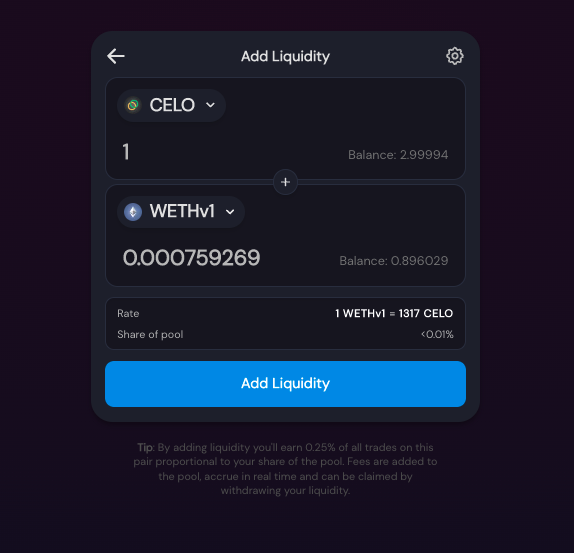 Add Liquidity
CELO
1
Balance: 2.99994
+
WETHv1
0.000759269
Balance: 0.896029
Rate 1 WETHv1 = 1317 CELO
Share of pool <0.01%
Add Liquidity
Tip: By adding liquidity you'll earn 0.25% of all trades on this
pair proportional to your share of the pool. Fees are added to
the pool, accrue in real time and can be claimed by
withdrawing your liquidity.